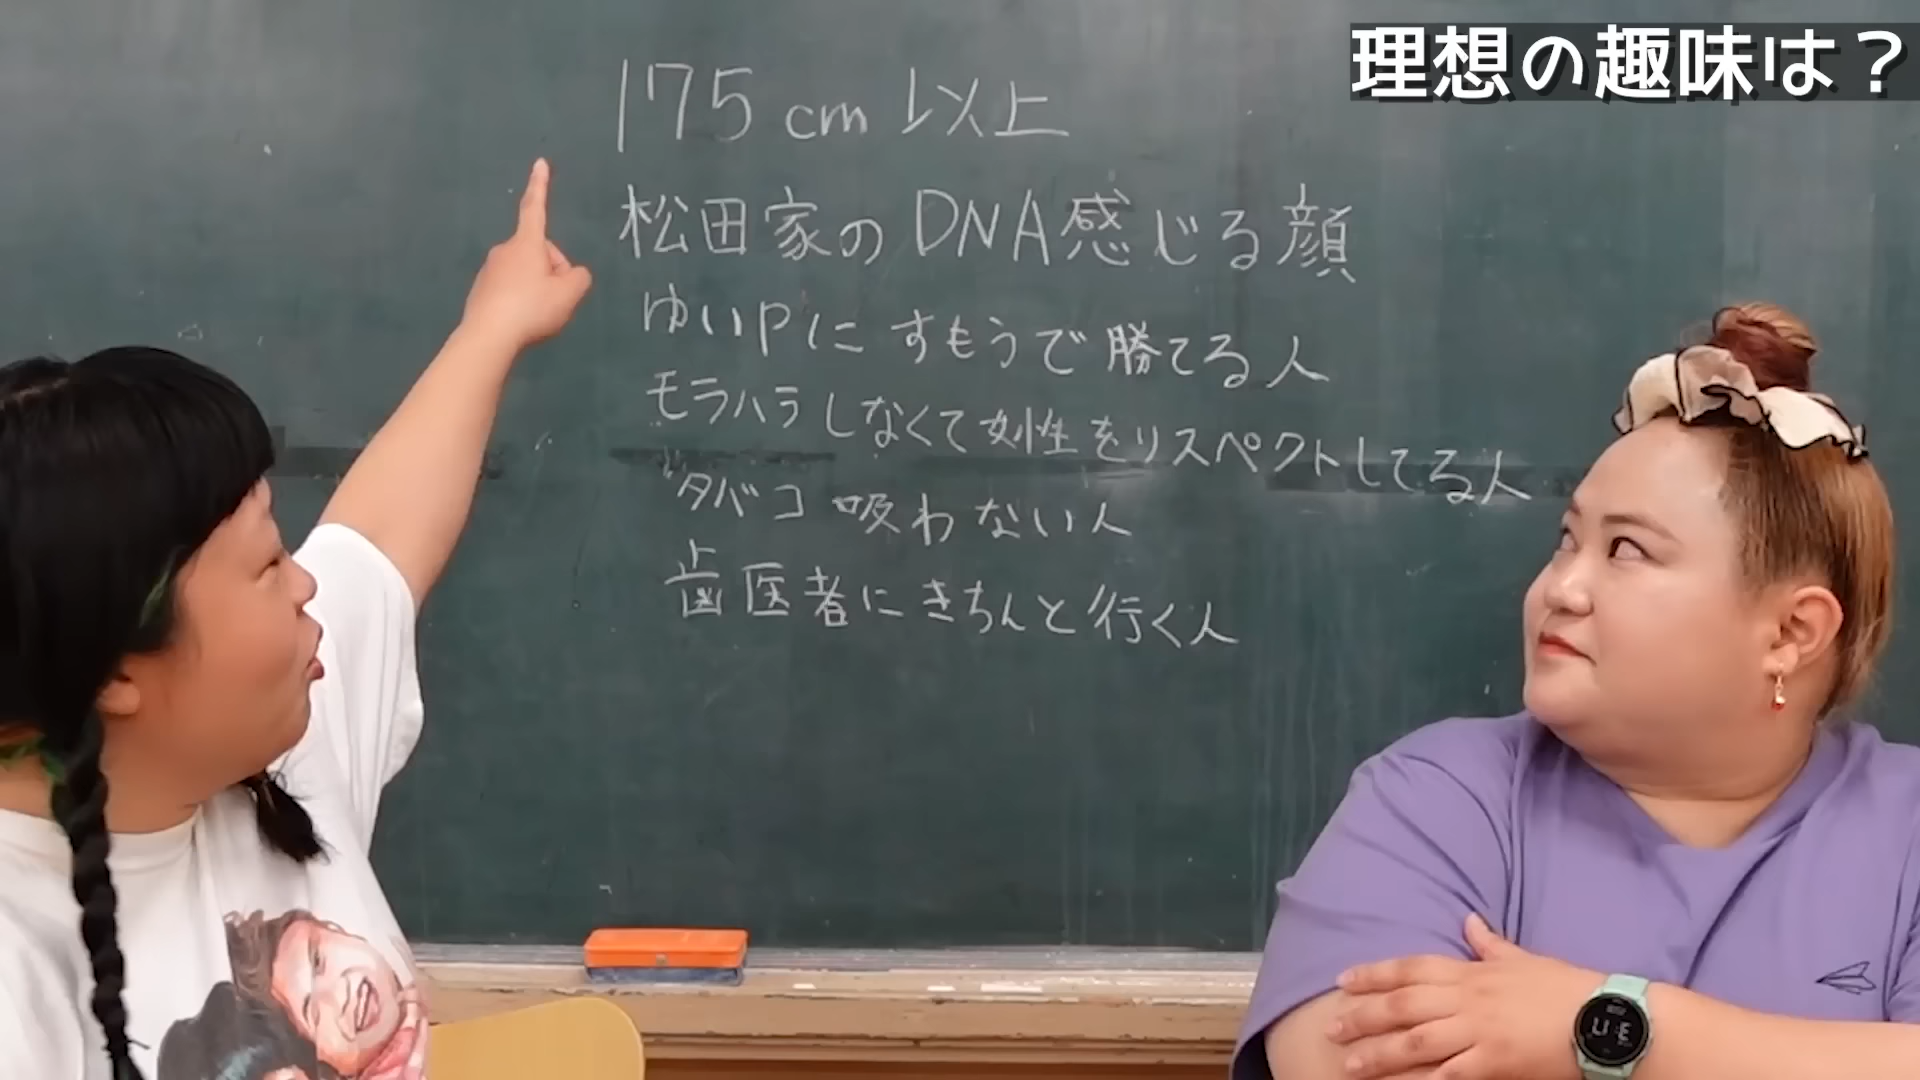 理想の趣味は？
175cm以上
松田家のDNA感じる顔
ゆいPにすもうで勝てる人
モラハラしなくて女性をリスペクトしてる人
タバコ吸わない人
歯医者にきちんと行く人